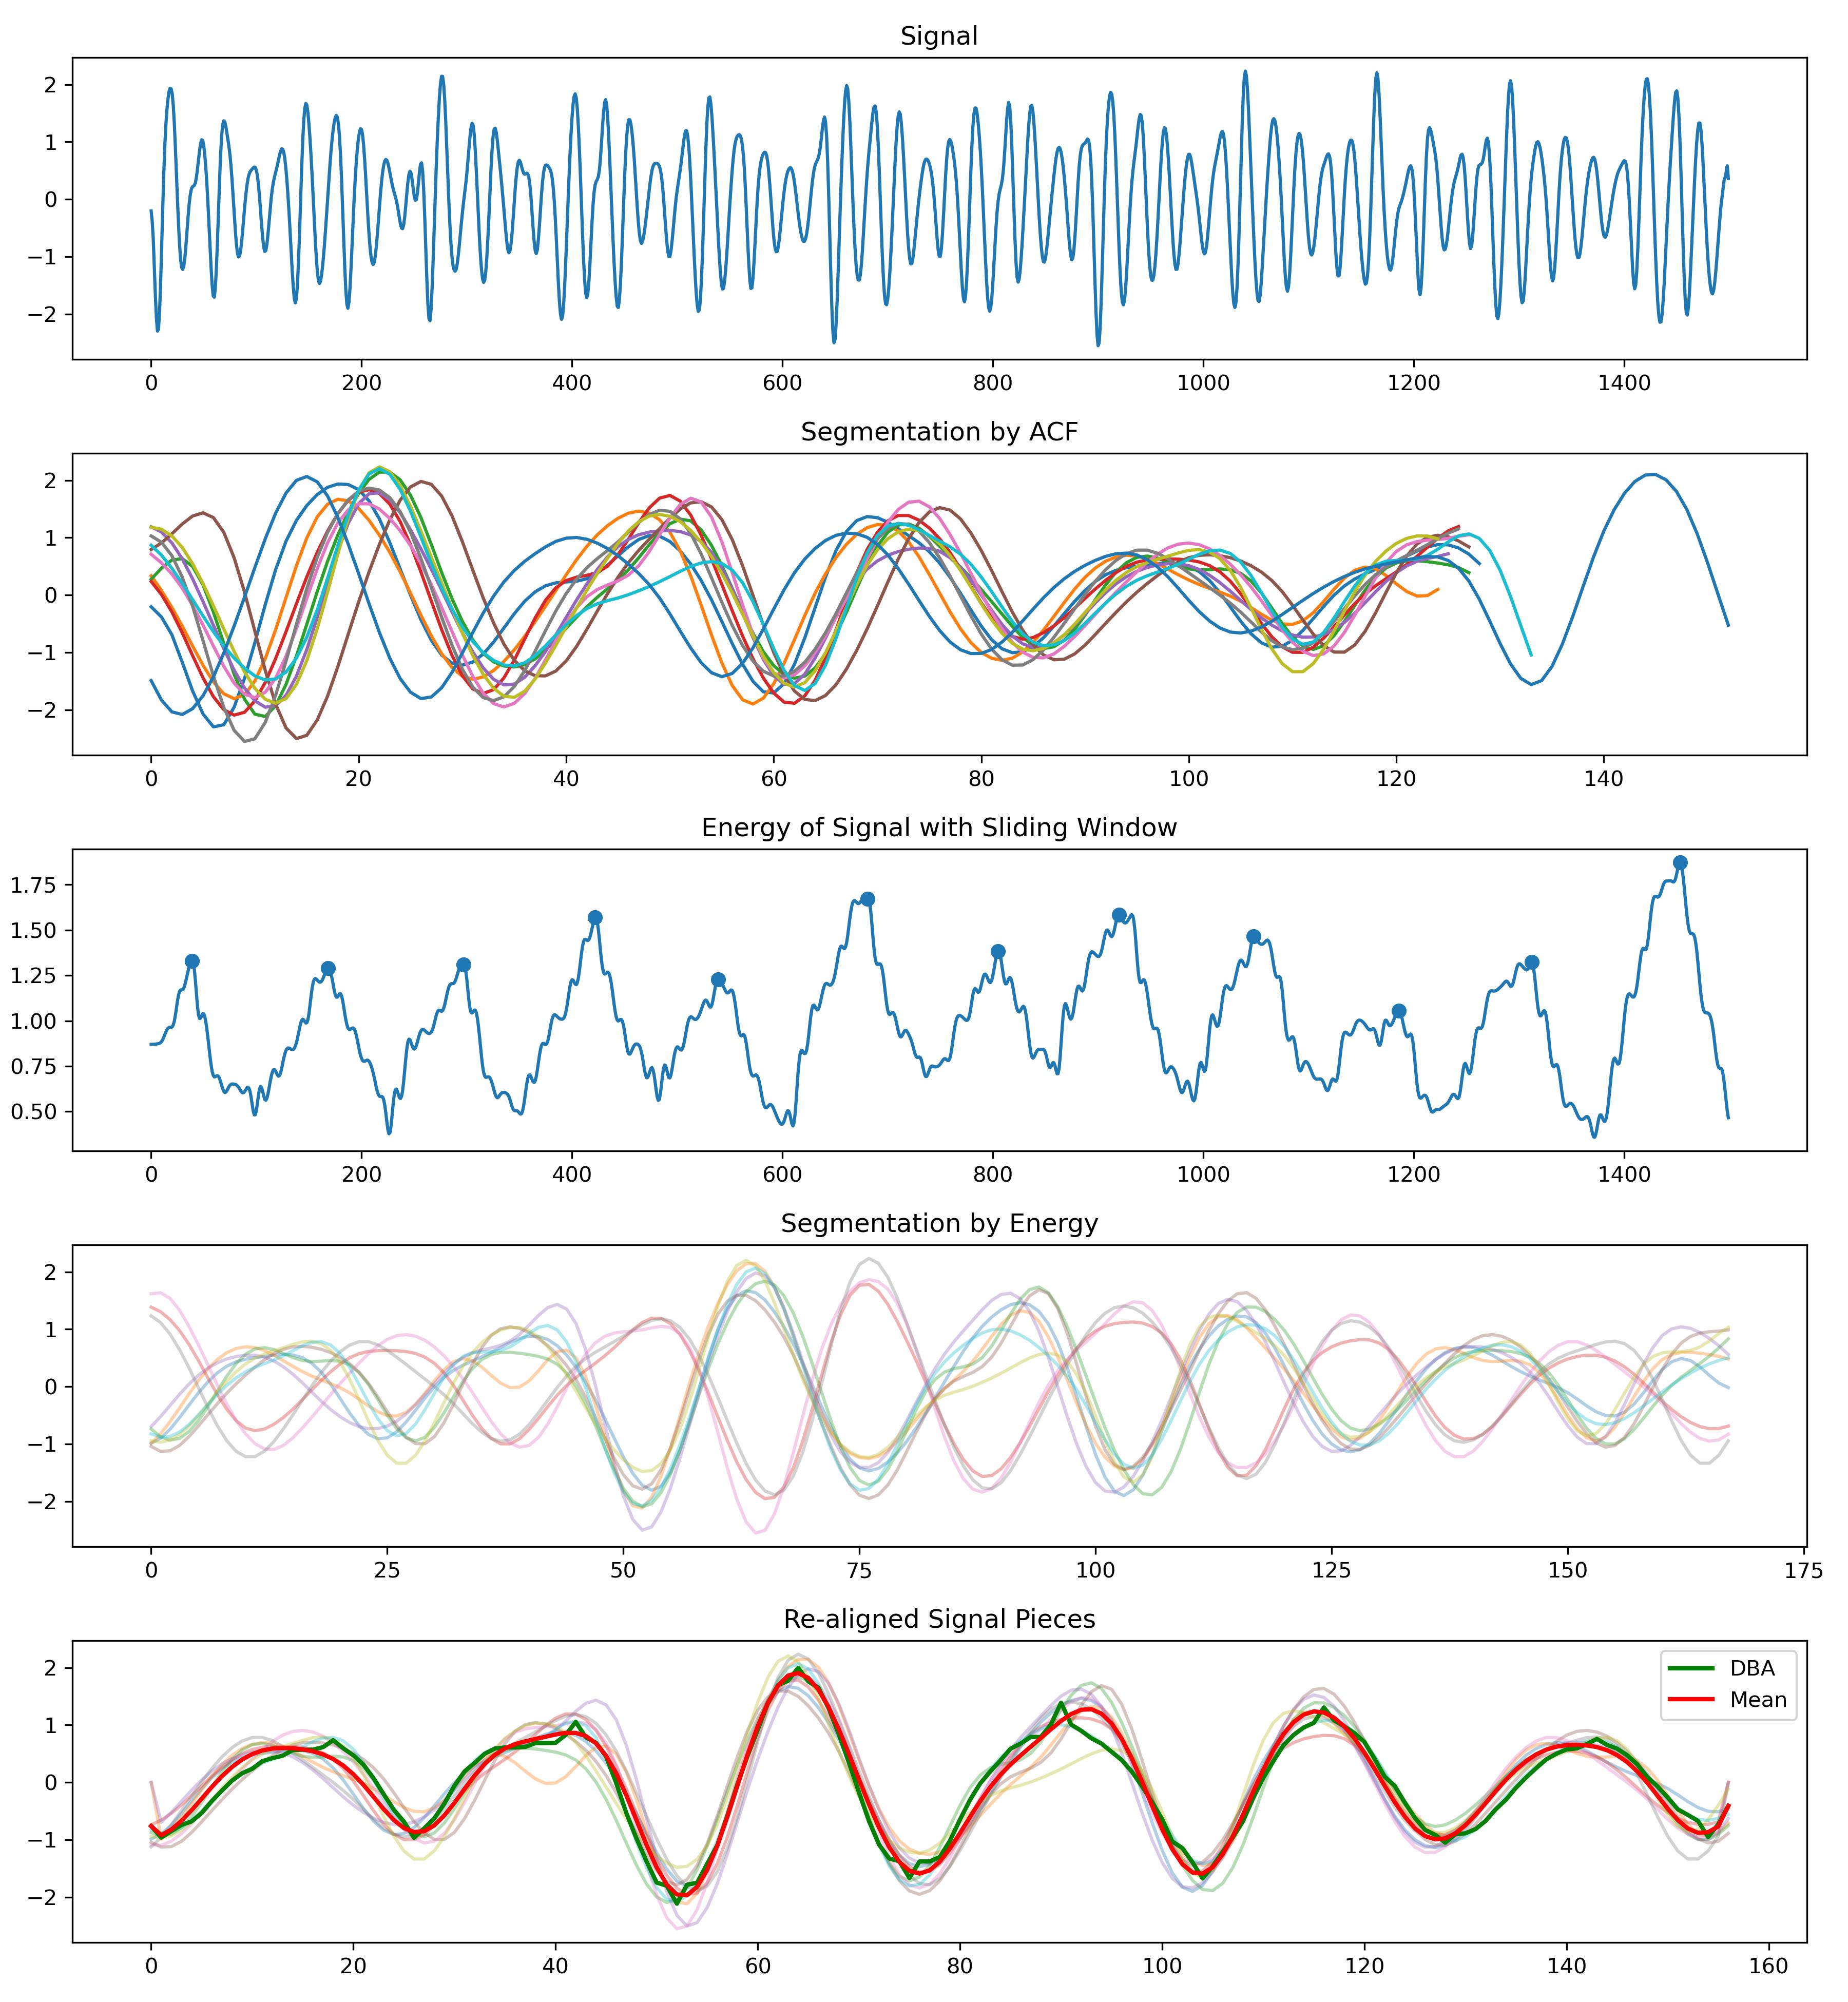 Signal
2
1
0
−1
−2
0 200 400 600 800 1000 1200 1400
Segmentation by ACF
2
1
0
−1
−2
0 20 40 60 80 100 120 140
Energy of Signal with Sliding Window
1.75
1.50
1.25
1.00
0.75
0.50
0 200 400 600 800 1000 1200 1400
Segmentation by Energy
2
1
0
−1
−2
0 25 50 75 100 125 150 175
Re-aligned Signal Pieces
2
1
0
−1
−2
DBA
Mean
0 20 40 60 80 100 120 140 160